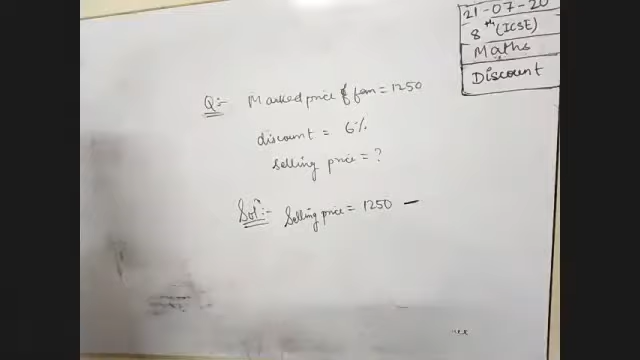 21-07-20
8th (ICSE)
Maths
Discount
Q:- Marked price of fan = 1250
discount = 6%
selling price = ?
Sol^n:- Selling price = 1250 -